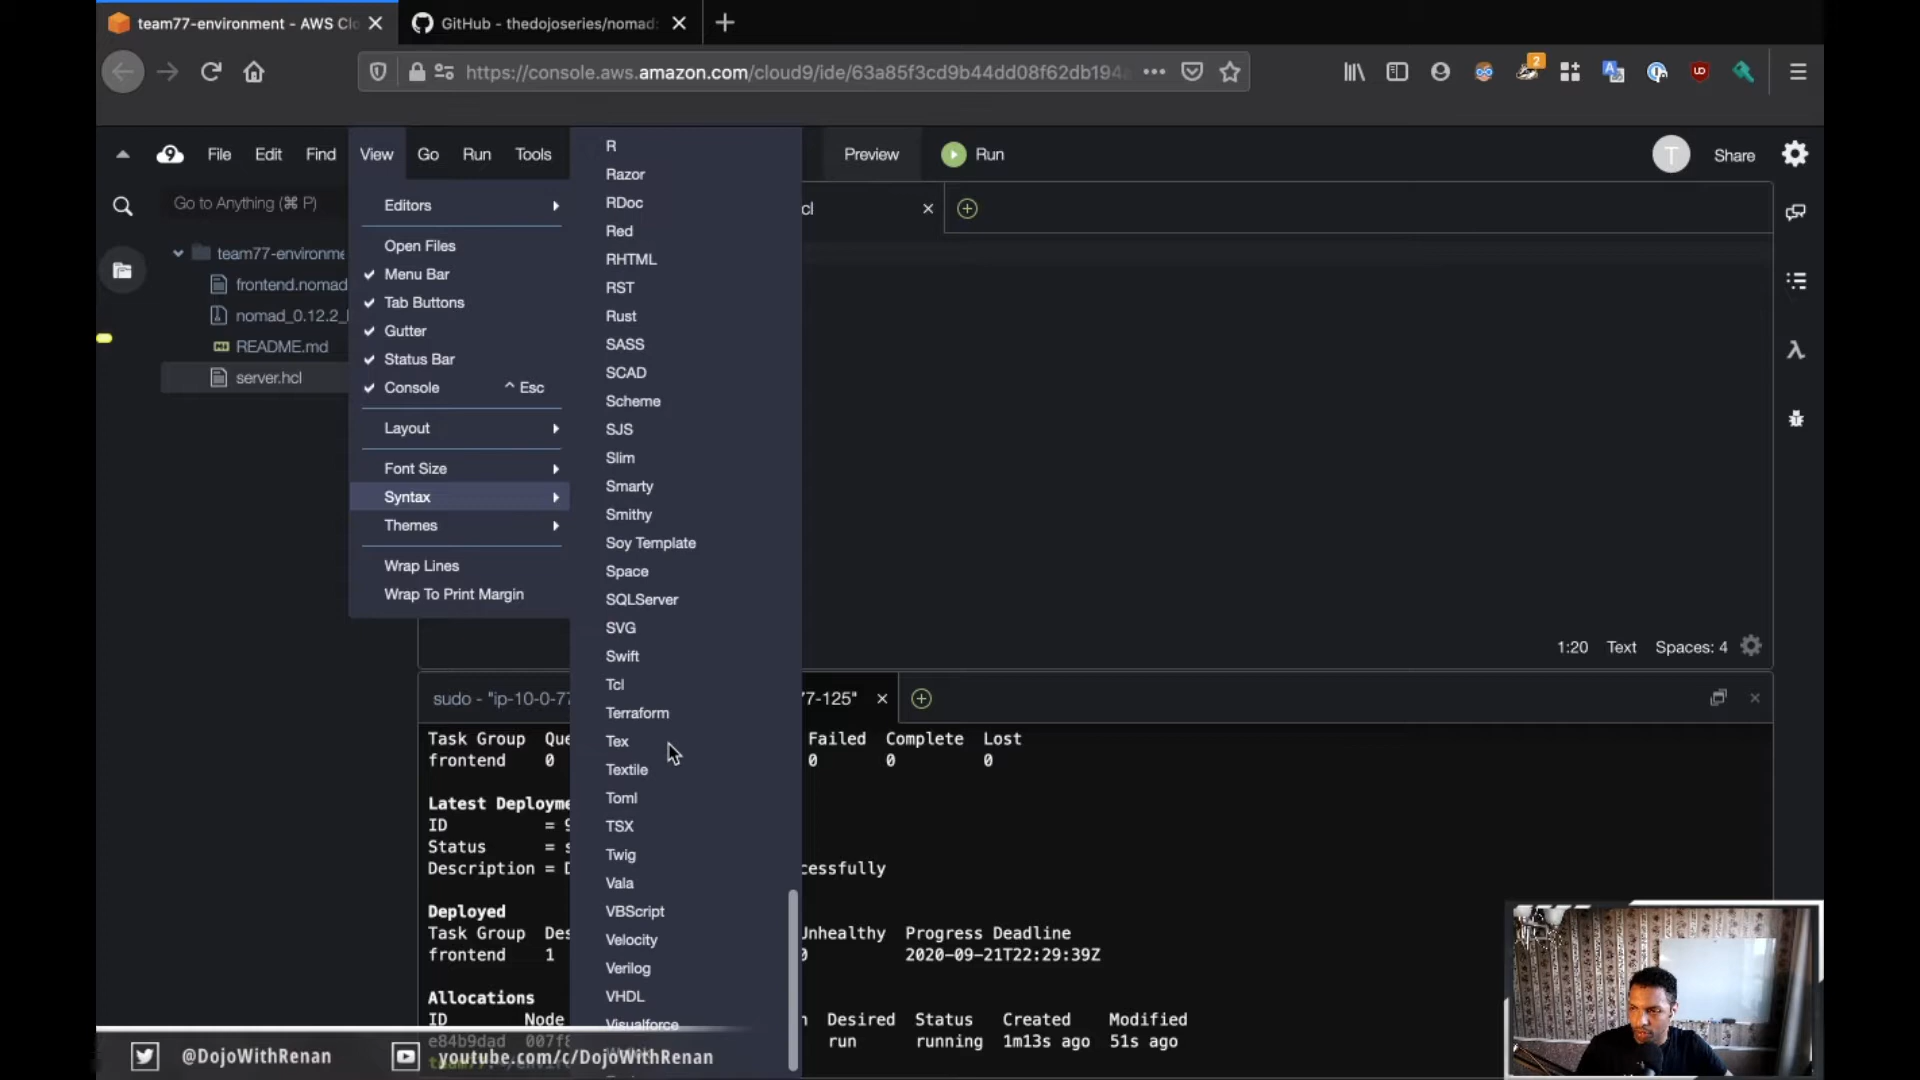 team77-environment - AWS Clo
GitHub - thedojoseries/nomad
https://console.aws.amazon.com/cloud9/ide/63a85f3cd9b44dd08f62db194a
2
File Edit Find View Go Run Tools
Preview Run
T Share
Go to Anything (⌘ P)
team77-environme
frontend.nomad
nomad_0.12.2_
README.md
server.hcl
Editors
Open Files
Menu Bar
Tab Buttons
Gutter
Status Bar
Console ^ Esc
Layout
Font Size
Syntax
Themes
Wrap Lines
Wrap To Print Margin
R
Razor
RDoc
Red
RHTML
RST
Rust
SASS
SCAD
Scheme
SJS
Slim
Smarty
Smithy
Soy Template
Space
SQLServer
SVG
Swift
Tcl
Terraform
Tex
Textile
Toml
TSX
Twig
Vala
VBScript
Velocity
Verilog
VHDL
Visualforce
cl
1:20 Text Spaces: 4
sudo - "ip-10-0-77
7-125"
Task Group Que Failed Complete Lost
frontend 0 0 0 0
Latest Deployme
ID = 9
Status = s
Description = D cessfully
Deployed
Task Group Des Unhealthy Progress Deadline
frontend 1 0 2020-09-21T22:29:39Z
Allocations
ID Node n Desired Status Created Modified
e84b9dad 007f8 run running 1m13s ago 51s ago
@DojoWithRenan
youtube.com/c/DojoWithRenan